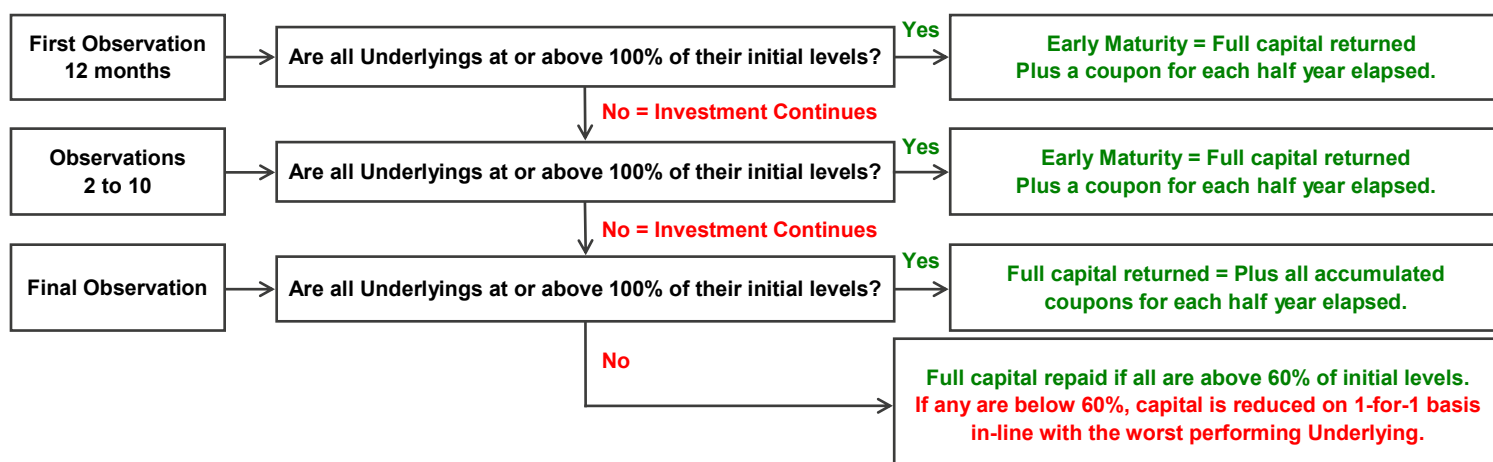 First Observation
12 months
Are all Underlyings at or above 100% of their initial levels?
Yes
Early Maturity = Full capital returned
Plus a coupon for each half year elapsed.
No = Investment Continues
Observations
2 to 10
Are all Underlyings at or above 100% of their initial levels?
Yes
Early Maturity = Full capital returned
Plus a coupon for each half year elapsed.
No = Investment Continues
Final Observation
Are all Underlyings at or above 100% of their initial levels?
Yes
Full capital returned = Plus all accumulated
coupons for each half year elapsed.
No
Full capital repaid if all are above 60% of initial levels.
If any are below 60%, capital is reduced on 1-for-1 basis
in-line with the worst performing Underlying.